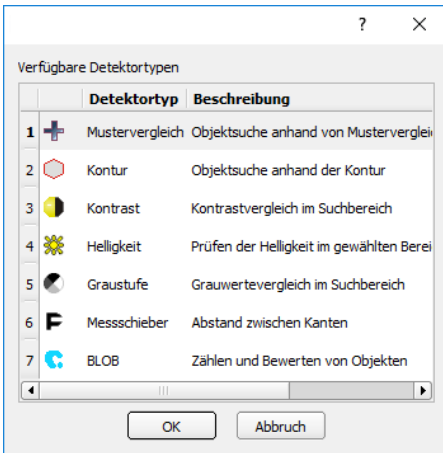 ?
Verfügbare Detektortypen
Detektortyp Beschreibung
1 Mustervergleich Objektsuche anhand von Musterverglei
2 Kontur Objektsuche anhand der Kontur
3 Kontrast Kontrastvergleich im Suchbereich
4 Helligkeit Prüfen der Helligkeit im gewählten Berei
5 Graustufe Grauwertevergleich im Suchbereich
6 Messschieber Abstand zwischen Kanten
7 BLOB Zählen und Bewerten von Objekten
OK Abbruch